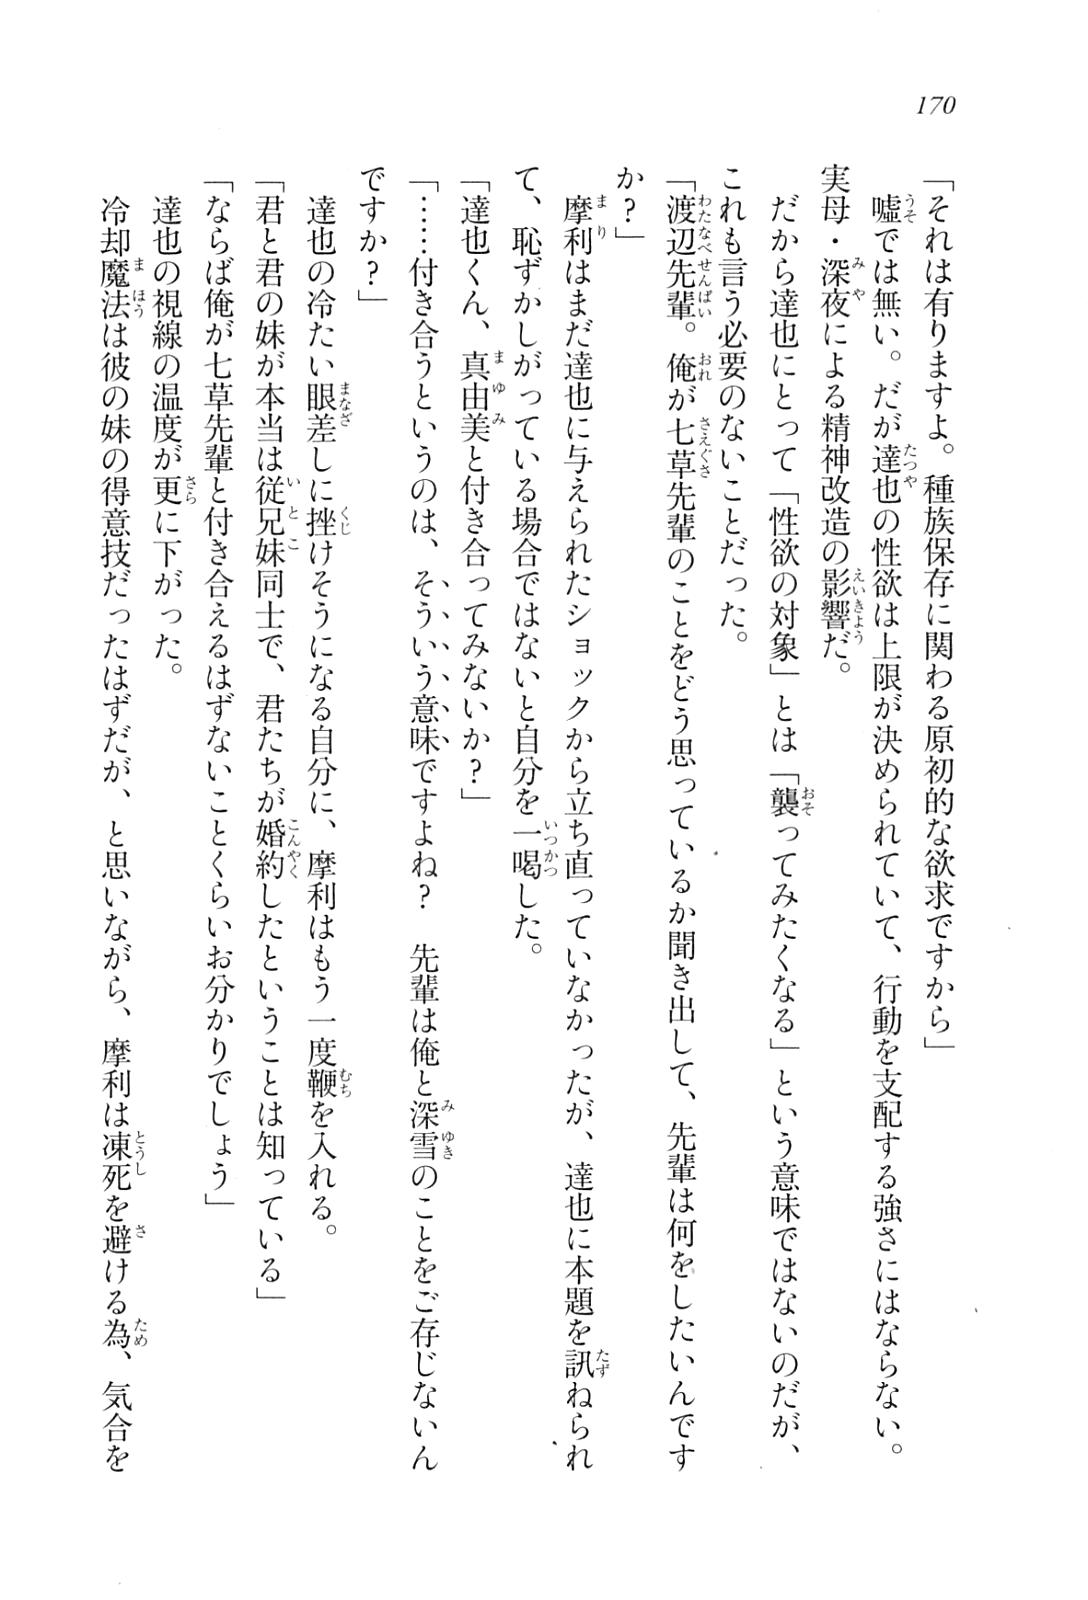 170
「それは有りますよ。種族保存に関わる原初的な欲求ですから」
　嘘では無い。だが達也の性欲は上限が決められていて、行動を支配する強さにはならない。
実母・深夜による精神改造の影響だ。
　だから達也にとって「性欲の対象」とは「襲ってみたくなる」という意味ではないのだが、
これも言う必要のないことだった。
「渡辺先輩。俺が七草先輩のことをどう思っているか聞き出して、先輩は何をしたいんです
か？」
　摩利はまだ達也に与えられたショックから立ち直っていなかったが、達也に本題を訊ねられ
て、恥ずかしがっている場合ではないと自分を一喝した。
「達也くん、真由美と付き合ってみないか？」
「……付き合うというのは、そういう意味ですよね？　先輩は俺と深雪のことをご存じないん
ですか？」
　達也の冷たい眼差しに挫けそうになる自分に、摩利はもう一度鞭を入れる。
「君と君の妹が本当は従兄妹同士で、君たちが婚約したということは知っている」
「ならば俺が七草先輩と付き合えるはずないことくらいお分かりでしょう」
　達也の視線の温度が更に下がった。
　冷却魔法は彼の妹の得意技だったはずだが、と思いながら、摩利は凍死を避ける為、気合を